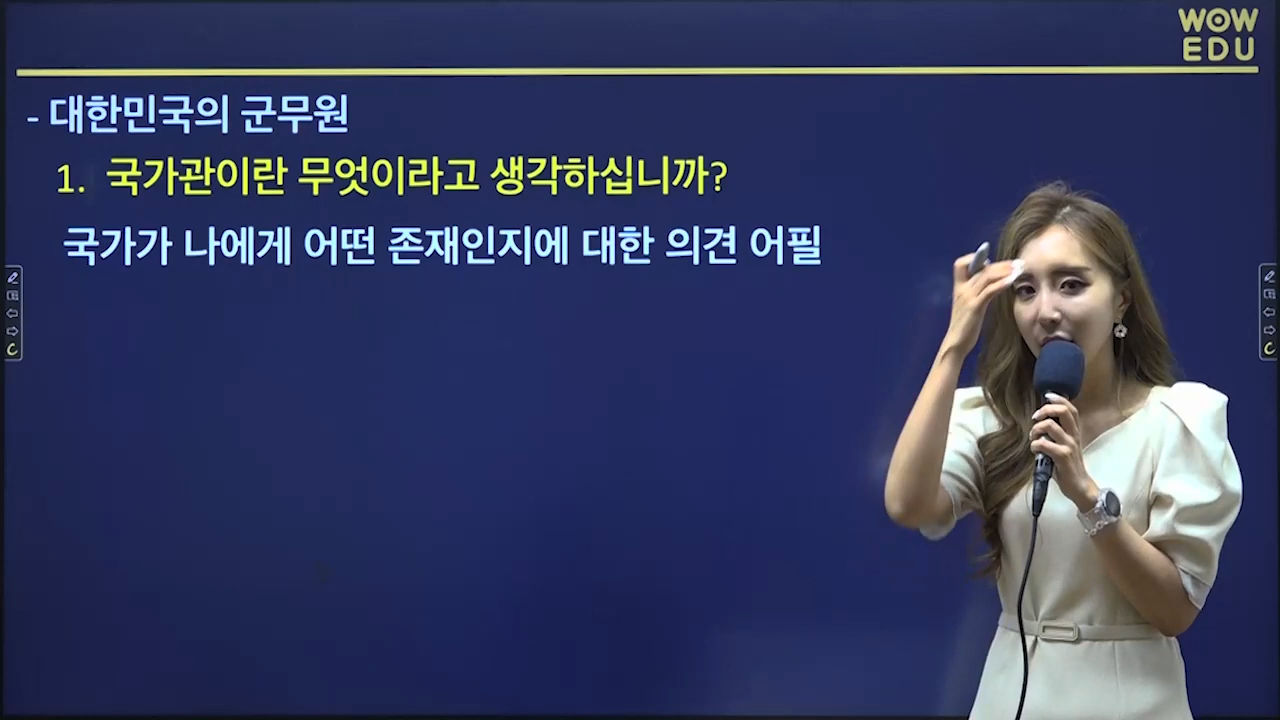 WOW
EDU
- 대한민국의 군무원
1. 국가관이란 무엇이라고 생각하십니까?
국가가 나에게 어떤 존재인지에 대한 의견 어필